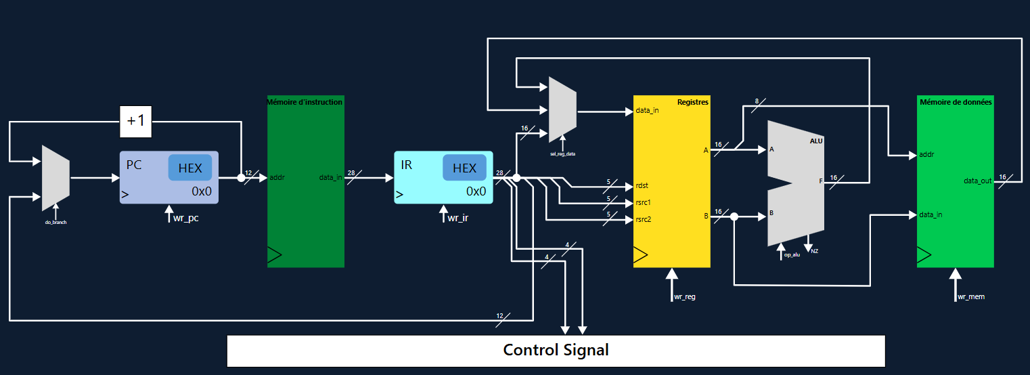 +1
do_branch
PC
HEX
0x0
>
wr_pc
12
Mémoire d'instruction
addr
data_in
28
IR
HEX
0x0
>
wr_ir
28
16
set_reg_data
4
4
12
5
5
5
Registres
data_in
rdst
rsrc1
rsrc2
A
B
wr_reg
16
16
8
ALU
A
B
F
op_alu
NZ
16
Mémoire de données
addr
data_in
data_out
wr_mem
16
Control Signal